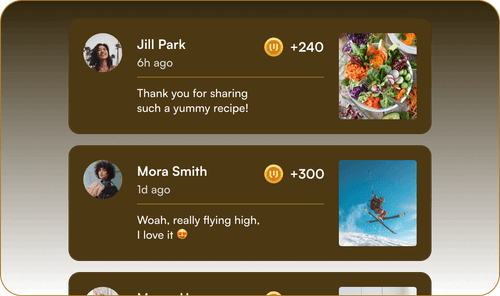 Jill Park
+240
6h ago
Thank you for sharing
such a yummy recipe!
Mora Smith
+300
1d ago
Woah, really flying high,
I love it 😍